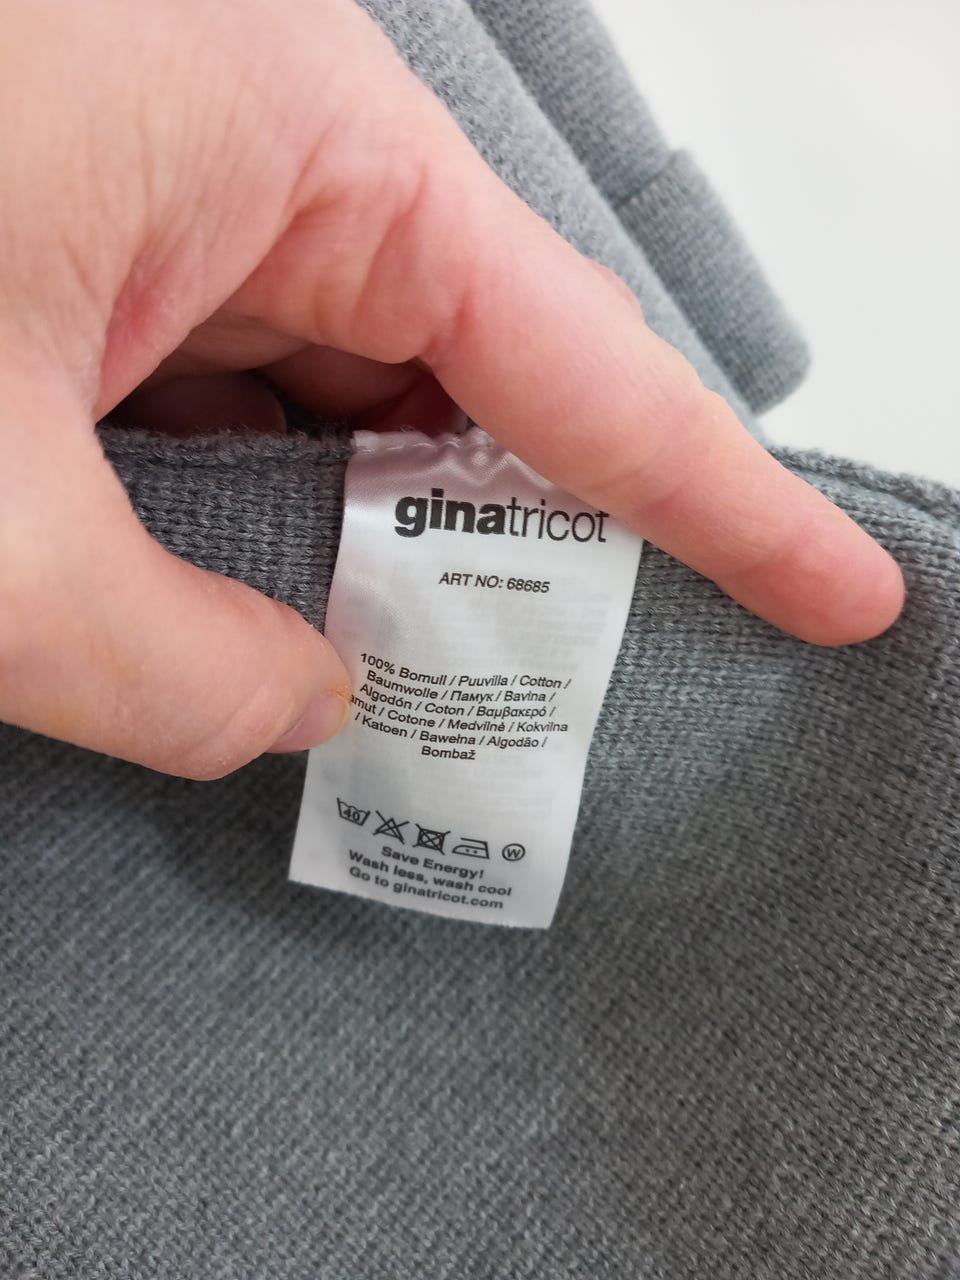 ginatricot
ART NO: 68685
100% Bomull / Puuvilla / Cotton /
Baumwolle / Памук / Bavlna /
Algodón / Coton / Βαμβακερό /
/ Cotone / Medvilnė / Kokvilna
/ Katoen / Bawełna / Algodão /
Bombaž
40
W
Save Energy!
Wash less, wash cool
Go to ginatricot.com